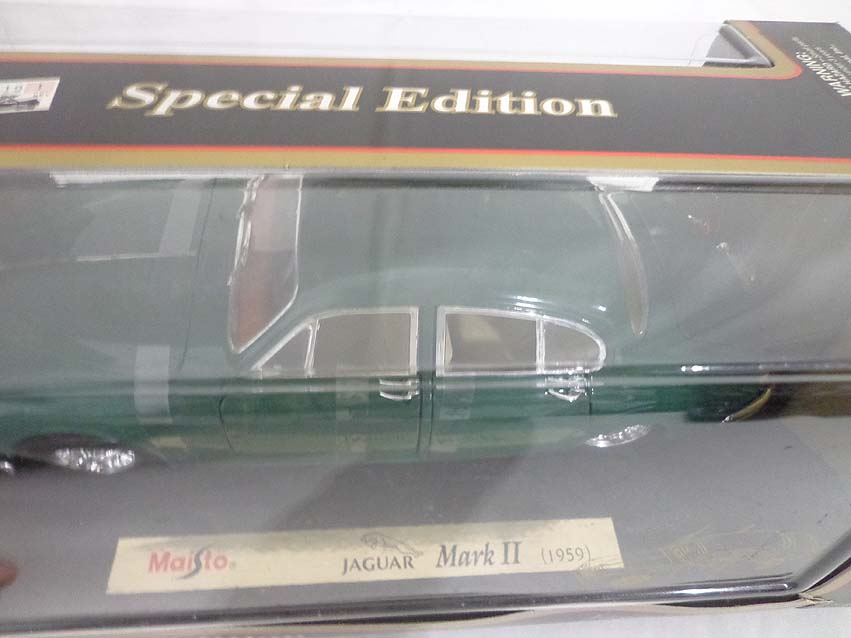 Special Edition
WARNING:
MaiSto® JAGUAR Mark II (1959)